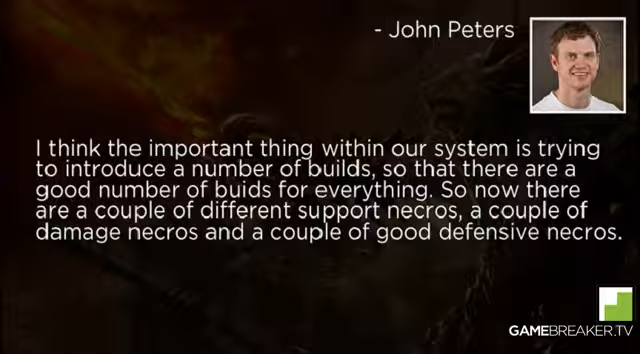 - John Peters
I think the important thing within our system is trying
to introduce a number of builds, so that there are a
good number of buids for everything. So now there
are a couple of different support necros, a couple of
damage necros and a couple of good defensive necros.
GAMEBREAKER.TV